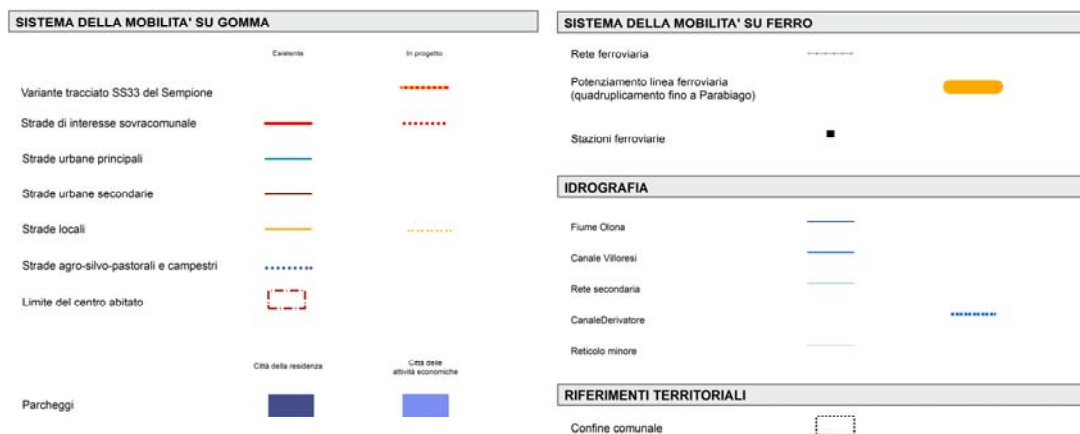 SISTEMA DELLA MOBILITA' SU GOMMA
Esistente
In progetto
Variante tracciato SS33 del Sempione
Strade di interesse sovracomunale
Strade urbane principali
Strade urbane secondarie
Strade locali
Strade agro-silvo-pastorali e campestri
Limite del centro abitato
Città della residenza
Città delle
attività economiche
Parcheggi
SISTEMA DELLA MOBILITA' SU FERRO
Rete ferroviaria
Potenziamento linea ferroviaria
(quadruplicamento fino a Parabiago)
Stazioni ferroviarie
IDROGRAFIA
Fiume Olona
Canale Villoresi
Rete secondaria
CanaleDerivatore
Reticolo minore
RIFERIMENTI TERRITORIALI
Confine comunale